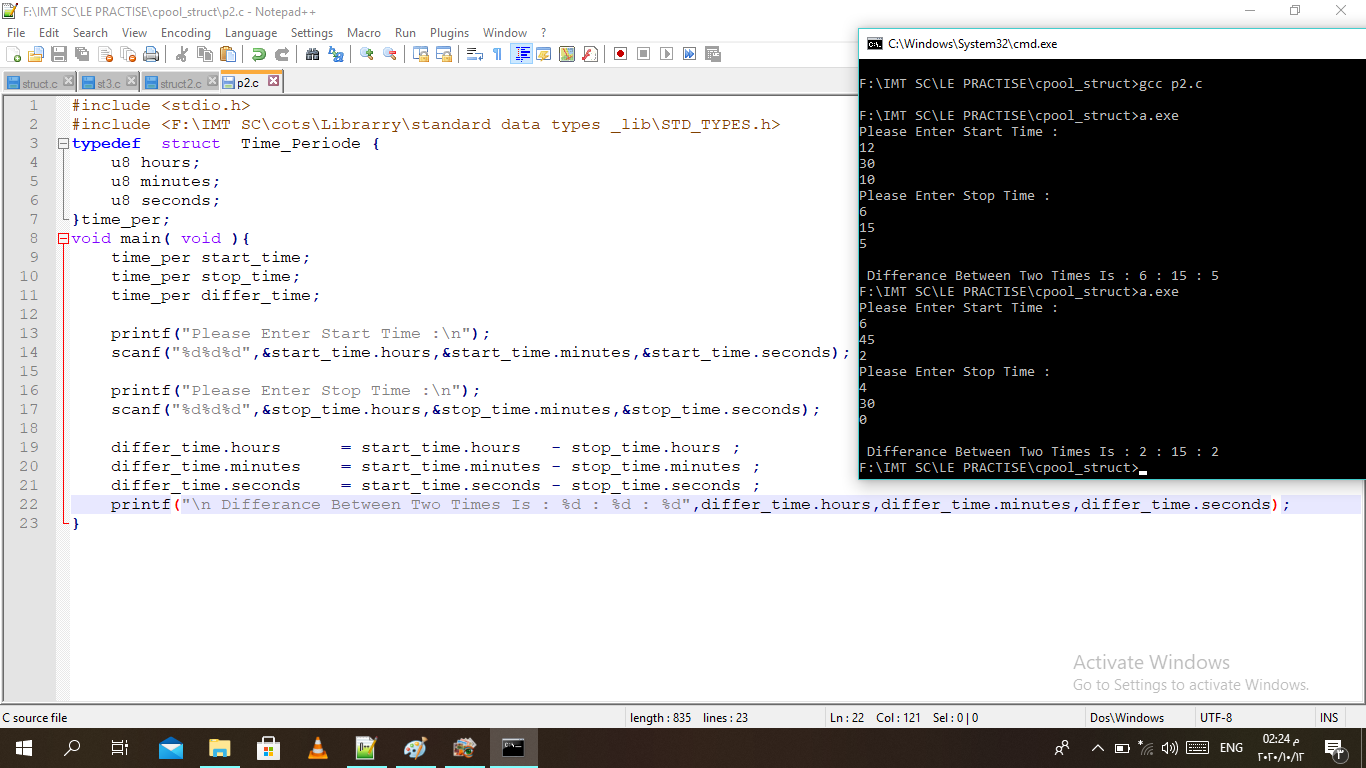 F:\IMT SC\LE PRACTISE\cpool_struct\p2.c - Notepad++
File Edit Search View Encoding Language Settings Macro Run Plugins Window ?
struct.c st3.c struct2.c p2.c
1 #include <stdio.h>
2 #include <F:\IMT SC\cots\Librarry\standard data types _lib\STD_TYPES.h>
3 typedef  struct  Time_Periode {
4     u8 hours;
5     u8 minutes;
6     u8 seconds;
7 }time_per;
8 void main( void ){
9     time_per start_time;
10     time_per stop_time;
11     time_per differ_time;
12
13     printf("Please Enter Start Time :\n");
14     scanf("%d%d%d",&start_time.hours,&start_time.minutes,&start_time.seconds);
15
16     printf("Please Enter Stop Time :\n");
17     scanf("%d%d%d",&stop_time.hours,&stop_time.minutes,&stop_time.seconds);
18
19     differ_time.hours      = start_time.hours   - stop_time.hours ;
20     differ_time.minutes    = start_time.minutes - stop_time.minutes ;
21     differ_time.seconds    = start_time.seconds - stop_time.seconds ;
22     printf("\n Differance Between Two Times Is : %d : %d : %d",differ_time.hours,differ_time.minutes,differ_time.seconds);
23 }
C:\Windows\System32\cmd.exe
F:\IMT SC\LE PRACTISE\cpool_struct>gcc p2.c
F:\IMT SC\LE PRACTISE\cpool_struct>a.exe
Please Enter Start Time :
12
30
10
Please Enter Stop Time :
6
15
5
Differance Between Two Times Is : 6 : 15 : 5
F:\IMT SC\LE PRACTISE\cpool_struct>a.exe
Please Enter Start Time :
6
45
2
Please Enter Stop Time :
4
30
0
Differance Between Two Times Is : 2 : 15 : 2
F:\IMT SC\LE PRACTISE\cpool_struct>
Activate Windows
Go to Settings to activate Windows.
C source file length : 835 lines : 23 Ln : 22 Col : 121 Sel : 0 | 0 Dos\Windows UTF-8 INS
ENG 02:24 م
٢٠٢٠/١٠/١٢
٣